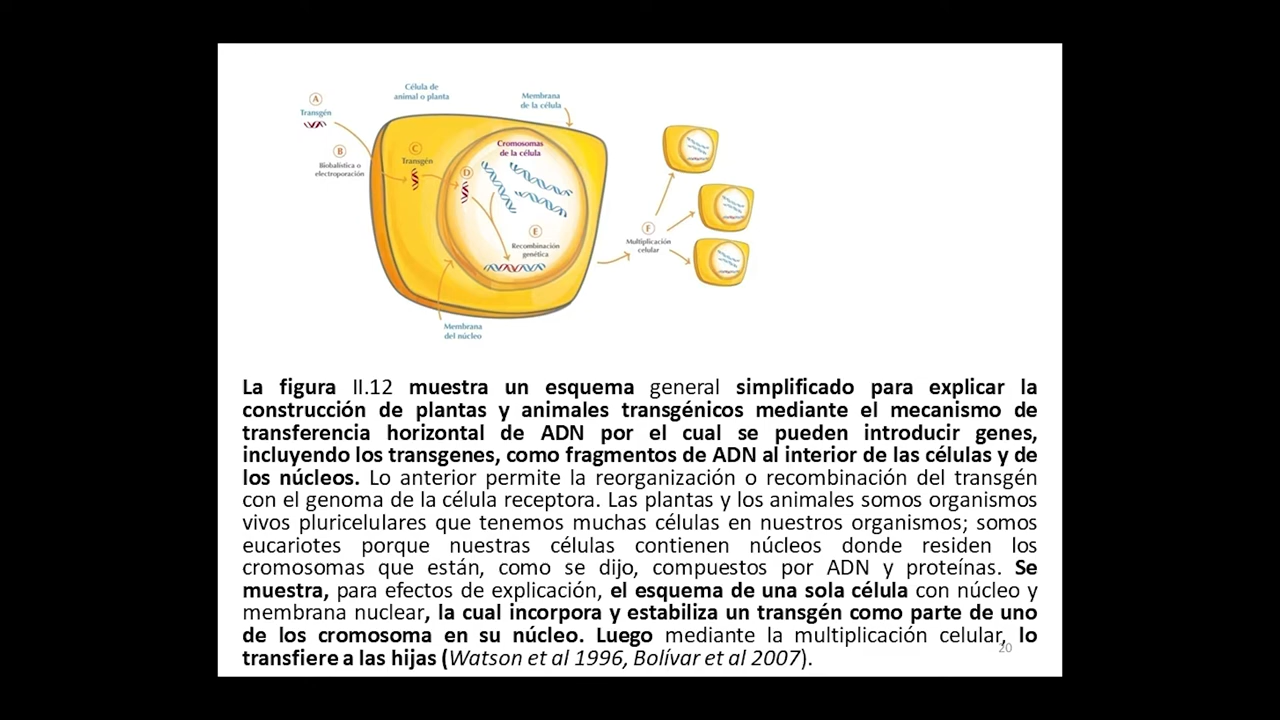 Célula de
animal o planta
Membrana
de la célula
A
Transgén
B
Biobalística o
electroporación
C
Transgén
Cromosomas
de la célula
D
E
Recombinación
genética
F
Multiplicación
celular
Membrana
del núcleo
La figura II.12 muestra un esquema general simplificado para explicar la
construcción de plantas y animales transgénicos mediante el mecanismo de
transferencia horizontal de ADN por el cual se pueden introducir genes,
incluyendo los transgenes, como fragmentos de ADN al interior de las células y de
los núcleos. Lo anterior permite la reorganización o recombinación del transgén
con el genoma de la célula receptora. Las plantas y los animales somos organismos
vivos pluricelulares que tenemos muchas células en nuestros organismos; somos
eucariotes porque nuestras células contienen núcleos donde residen los
cromosomas que están, como se dijo, compuestos por ADN y proteínas. Se
muestra, para efectos de explicación, el esquema de una sola célula con núcleo y
membrana nuclear, la cual incorpora y estabiliza un transgén como parte de uno
de los cromosoma en su núcleo. Luego mediante la multiplicación celular, lo
transfiere a las hijas (Watson et al 1996, Bolívar et al 2007).
20